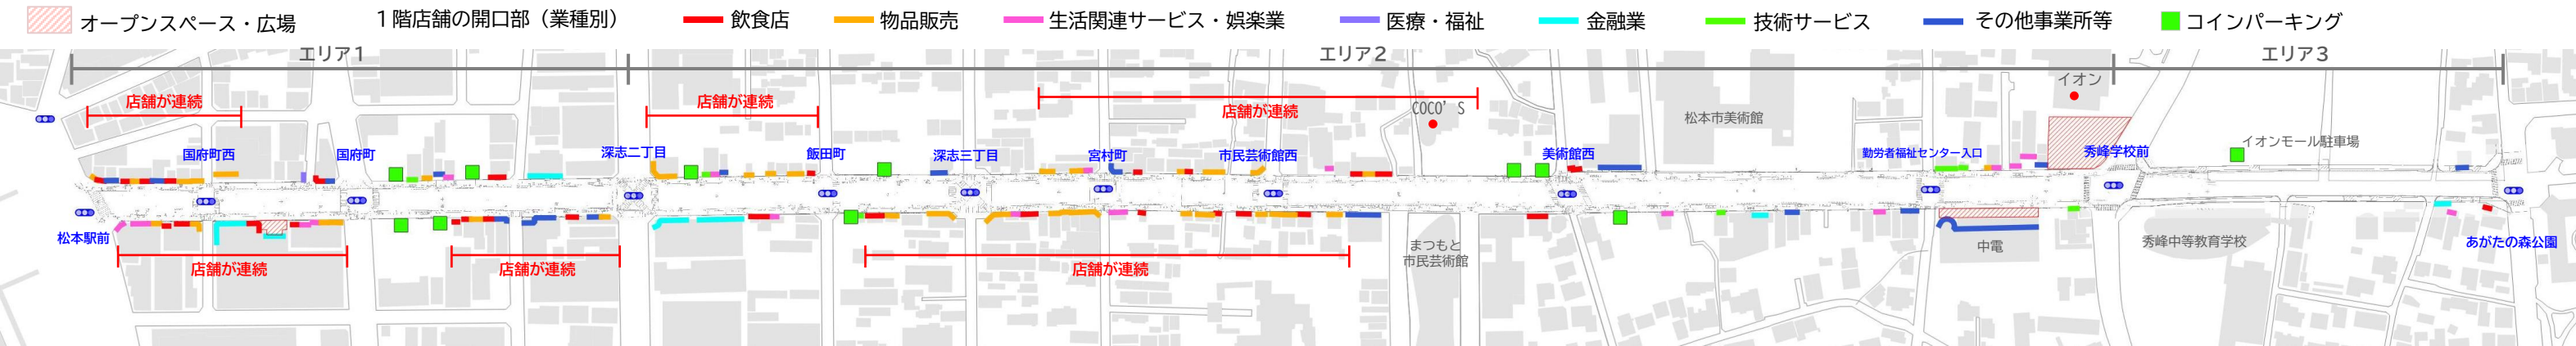 オープンスペース・広場
1階店舗の開口部（業種別）
飲食店
物品販売
生活関連サービス・娯楽業
医療・福祉
金融業
技術サービス
その他事業所等
コインパーキング
エリア1
エリア2
エリア3
店舗が連続
店舗が連続
店舗が連続
COCO'S
イオン
松本市美術館
イオンモール駐車場
国府町西
国府町
深志二丁目
飯田町
深志三丁目
宮村町
市民芸術館西
美術館西
勤労者福祉センター入口
秀峰学校前
松本駅前
店舗が連続
店舗が連続
店舗が連続
まつもと
市民芸術館
中電
秀峰中等教育学校
あがたの森公園